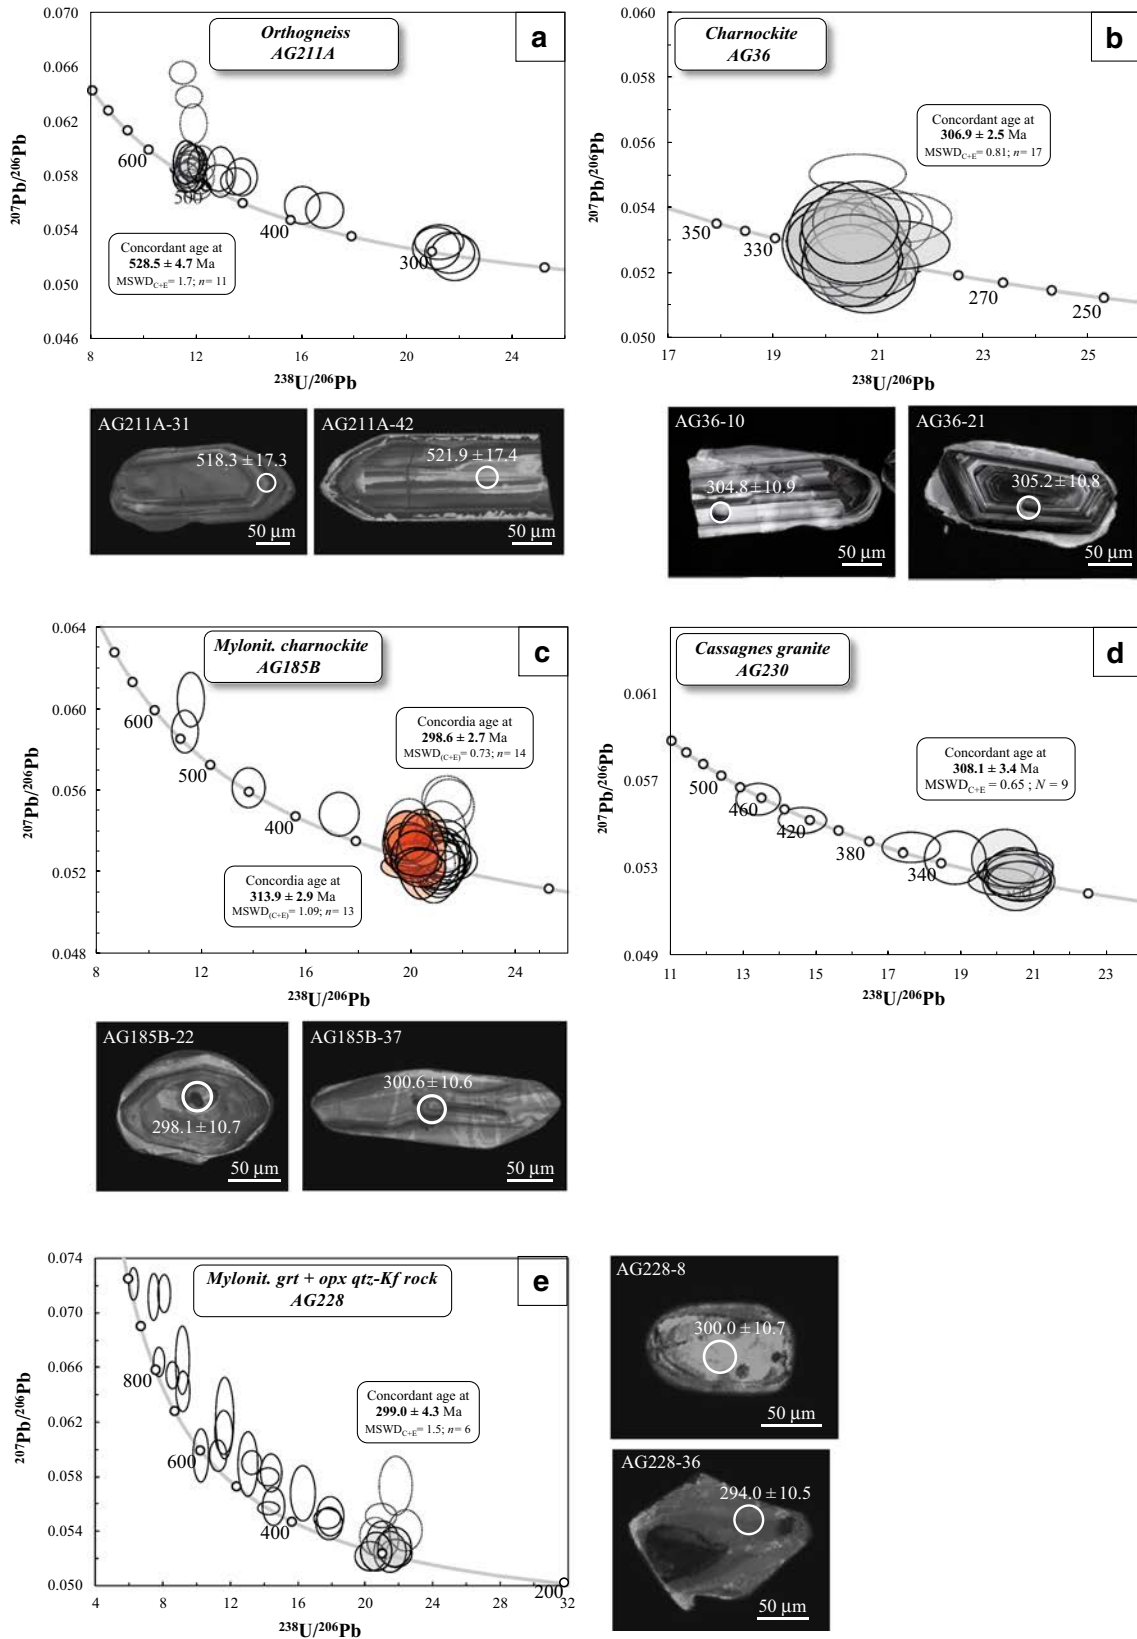 Orthogneiss
AG211A
a
0.070
0.066
0.062
0.058
0.054
0.050
0.046
207Pb/206Pb
600
500
400
300
Concordant age at
528.5 ± 4.7 Ma
MSWDC+E= 1.7; n= 11
8 12 16 20 24
238U/206Pb
AG211A-31
518.3±17.3
50 µm
AG211A-42
521.9±17.4
50 µm
Charnockite
AG36
b
0.060
0.058
0.056
0.054
0.052
0.050
207Pb/206Pb
Concordant age at
306.9 ± 2.5 Ma
MSWDC+E= 0.81; n= 17
350
330
270
250
17 19 21 23 25
238U/206Pb
AG36-10
304.8±10.9
50 µm
AG36-21
305.2±10.8
50 µm
Mylonit. charnockite
AG185B
c
0.064
0.060
0.056
0.052
0.048
207Pb/206Pb
600
500
400
Concordia age at
298.6 ± 2.7 Ma
MSWD(C+E)= 0.73; n= 14
Concordia age at
313.9 ± 2.9 Ma
MSWD(C+E)= 1.09; n= 13
8 12 16 20 24
238U/206Pb
AG185B-22
298.1±10.7
50 µm
AG185B-37
300.6±10.6
50 µm
Cassagnes granite
AG230
d
0.061
0.057
0.053
0.049
207Pb/206Pb
500
460
420
380
340
Concordant age at
308.1 ± 3.4 Ma
MSWDC+E = 0.65 ; N = 9
11 13 15 17 19 21 23
238U/206Pb
Mylonit. grt + opx qtz-Kf rock
AG228
e
0.074
0.070
0.066
0.062
0.058
0.054
0.050
207Pb/206Pb
800
600
400
200
Concordant age at
299.0 ± 4.3 Ma
MSWDC+E= 1.5; n= 6
4 8 12 16 20 24 28 32
238U/206Pb
AG228-8
300.0±10.7
50 µm
AG228-36
294.0±10.5
50 µm